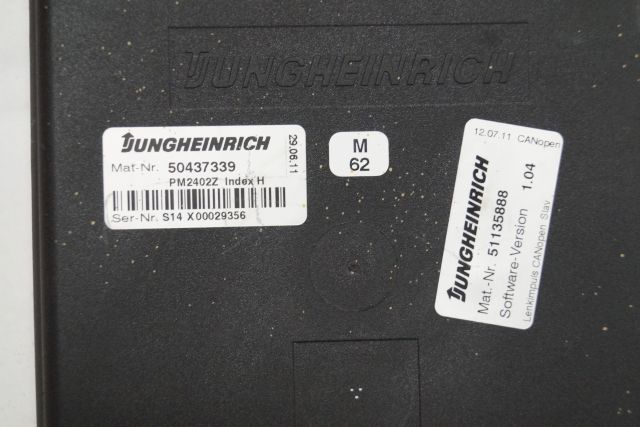 JUNGHEINRICH
JUNGHEINRICH
29.06.11
Mat-Nr. 50437339
PM2402Z Index H
Ser-Nr. S14 X00029356
M
62
12.07.11 CANopen
JUNGHEINRICH
Mat.-Nr. 51135888
Software-Version 1.04
Lenkimpuls CANopen Slav